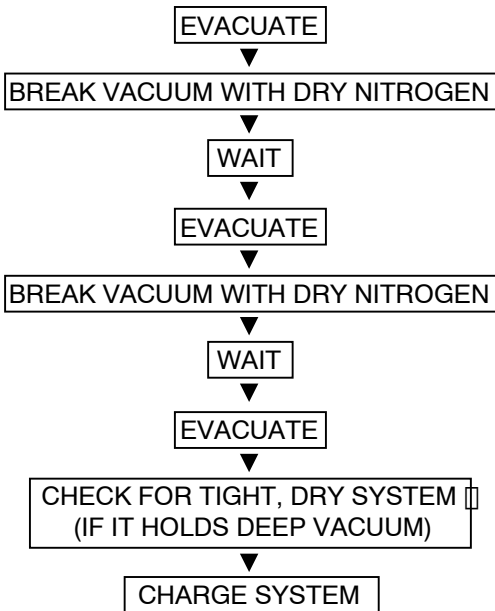 EVACUATE
BREAK VACUUM WITH DRY NITROGEN
WAIT
EVACUATE
BREAK VACUUM WITH DRY NITROGEN
WAIT
EVACUATE
CHECK FOR TIGHT, DRY SYSTEM
(IF IT HOLDS DEEP VACUUM)
CHARGE SYSTEM